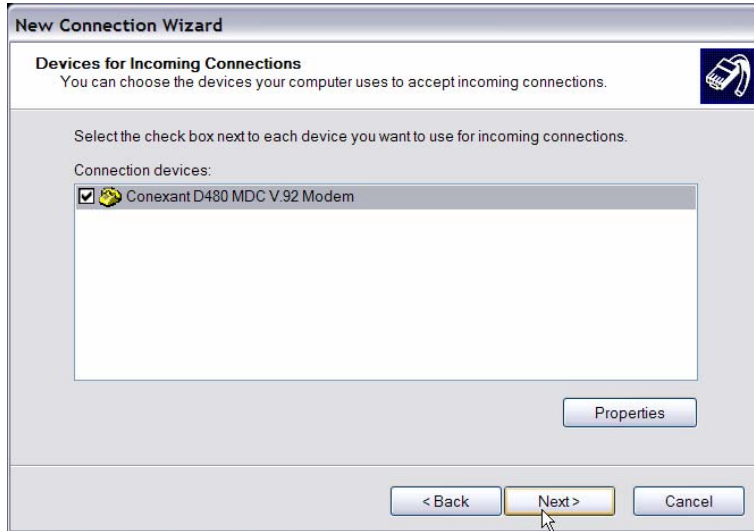 New Connection Wizard
Devices for Incoming Connections
You can choose the devices your computer uses to accept incoming connections.
Select the check box next to each device you want to use for incoming connections.
Connection devices:
Conexant D480 MDC V.92 Modem
Properties
< Back
Next >
Cancel